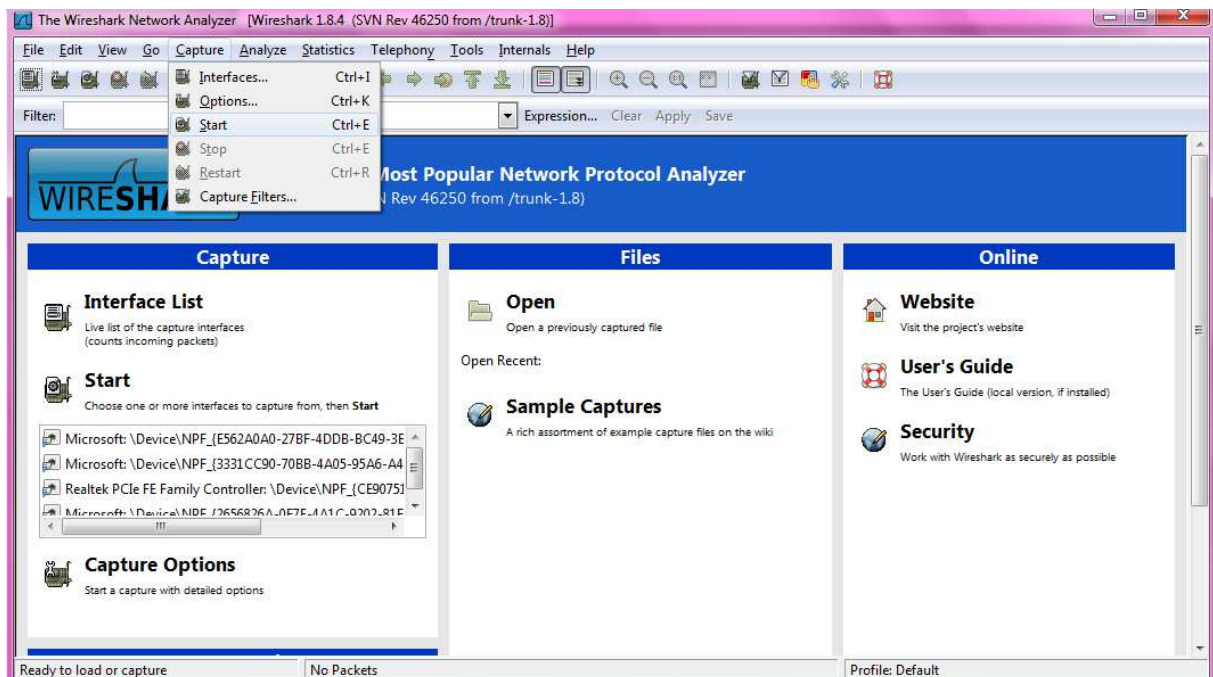 The Wireshark Network Analyzer [Wireshark 1.8.4 (SVN Rev 46250 from /trunk-1.8)]
File Edit View Go Capture Analyze Statistics Telephony Tools Internals Help
Interfaces... Ctrl+I
Options... Ctrl+K
Start Ctrl+E
Stop Ctrl+E
Restart Ctrl+R
Capture Filters...
Filter: Expression... Clear Apply Save
WIRESHA
Most Popular Network Protocol Analyzer
Rev 46250 from /trunk-1.8)
Capture
Interface List
Live list of the capture interfaces
(counts incoming packets)
Start
Choose one or more interfaces to capture from, then Start
Microsoft: \Device\NPF_{E562A0A0-27BF-4DDB-BC49-3E
Microsoft: \Device\NPF_{3331CC90-70BB-4A05-95A6-A4
Realtek PCIe FE Family Controller: \Device\NPF_{CE90751
Microsoft: \Device\NPF_{2656826A-0F7F-4A1C-9202-81F
Capture Options
Start a capture with detailed options
Files
Open
Open a previously captured file
Open Recent:
Sample Captures
A rich assortment of example capture files on the wiki
Online
Website
Visit the project's website
User's Guide
The User's Guide (local version, if installed)
Security
Work with Wireshark as securely as possible
Ready to load or capture
No Packets
Profile: Default